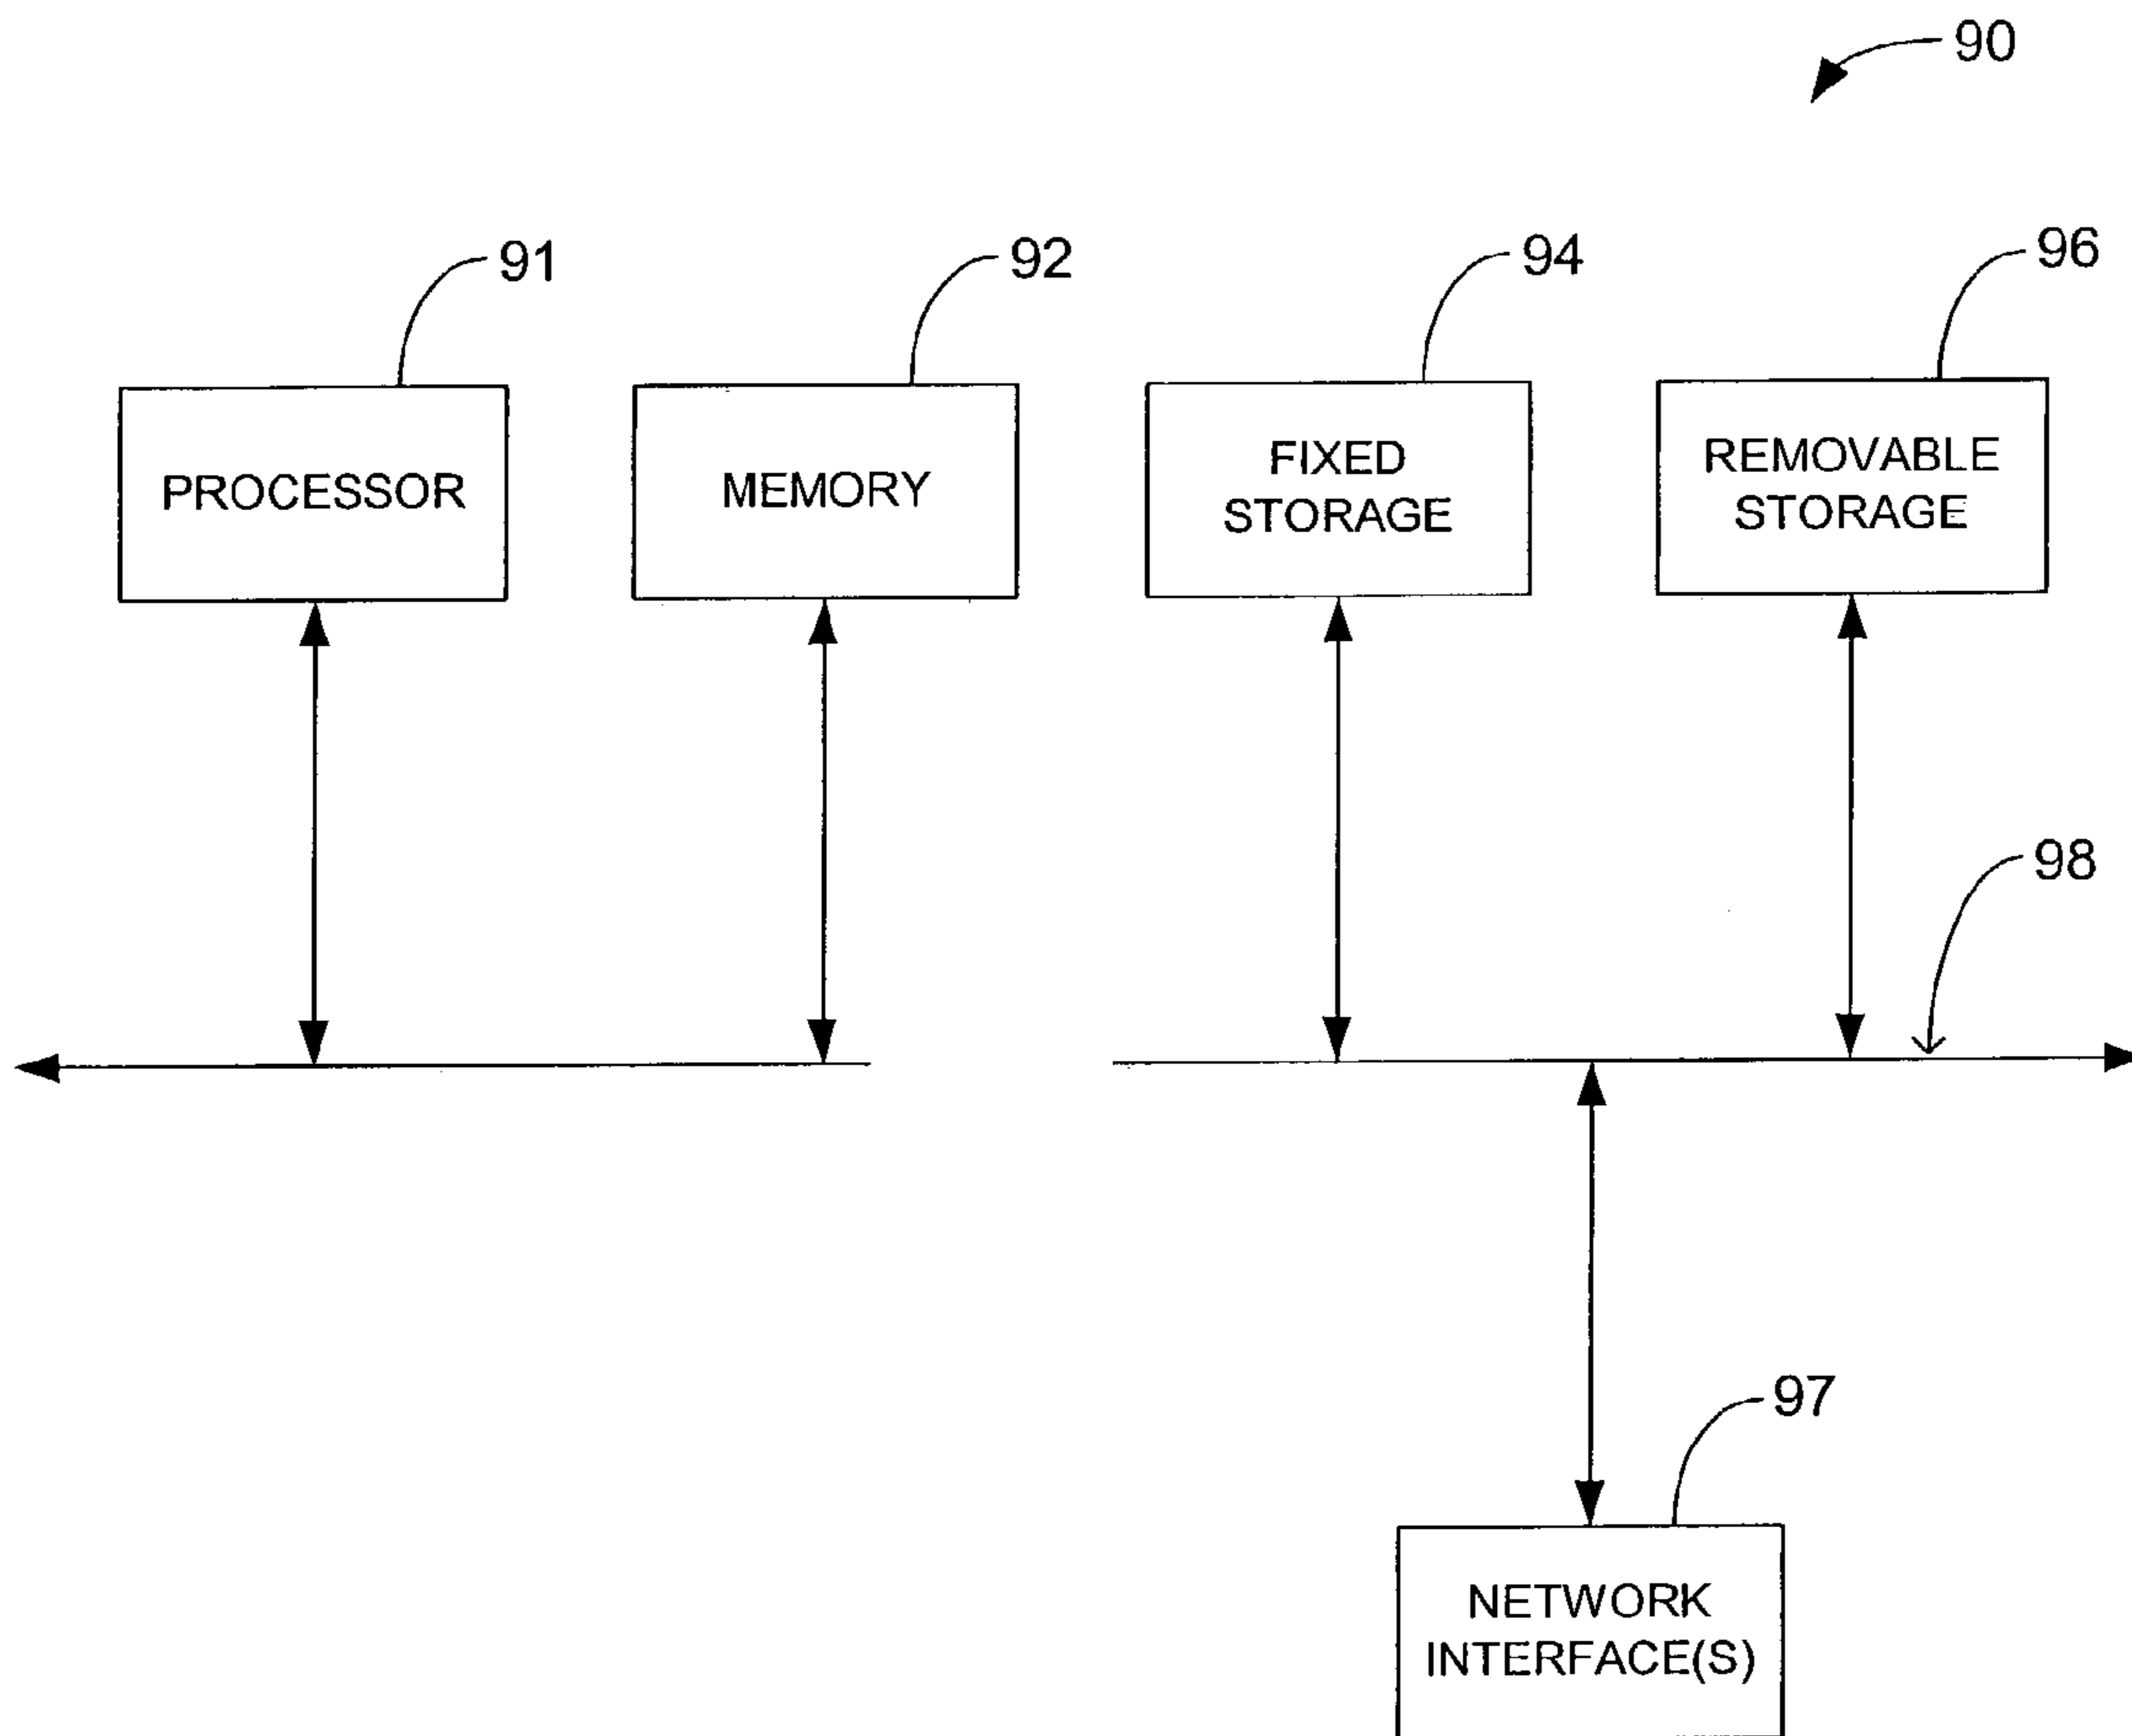 90
91
92
94
96
PROCESSOR
MEMORY
FIXED
STORAGE
REMOVABLE
STORAGE
98
97
NETWORK
INTERFACE(S)